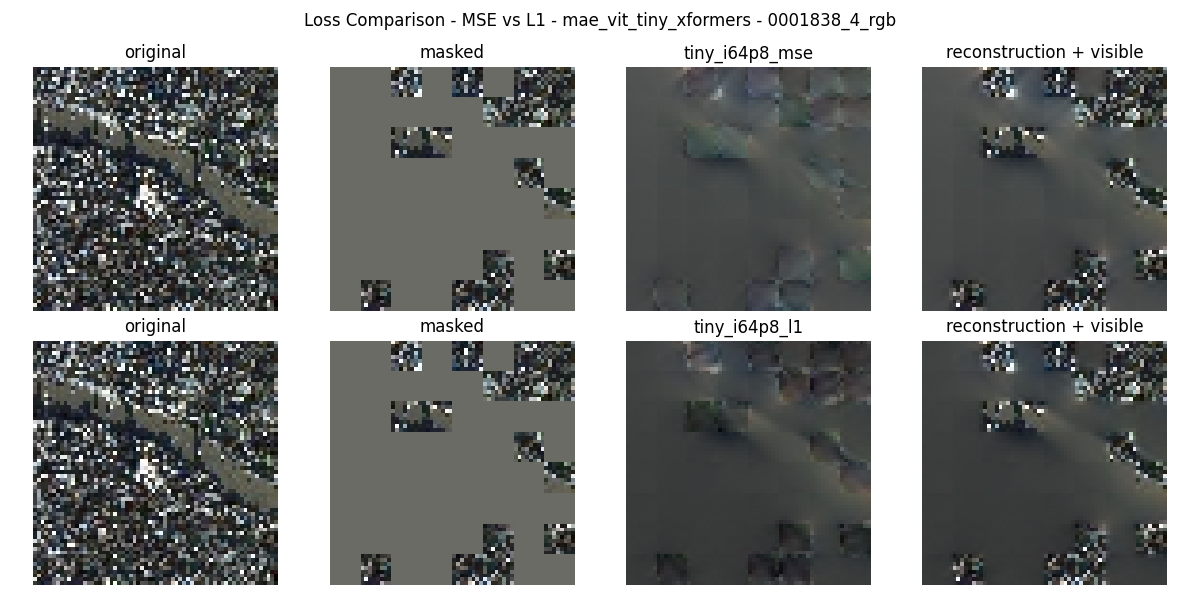 Loss Comparison - MSE vs L1 - mae_vit_tiny_xformers - 0001838_4_rgb
original masked tiny_i64p8_mse reconstruction + visible
original masked tiny_i64p8_l1 reconstruction + visible